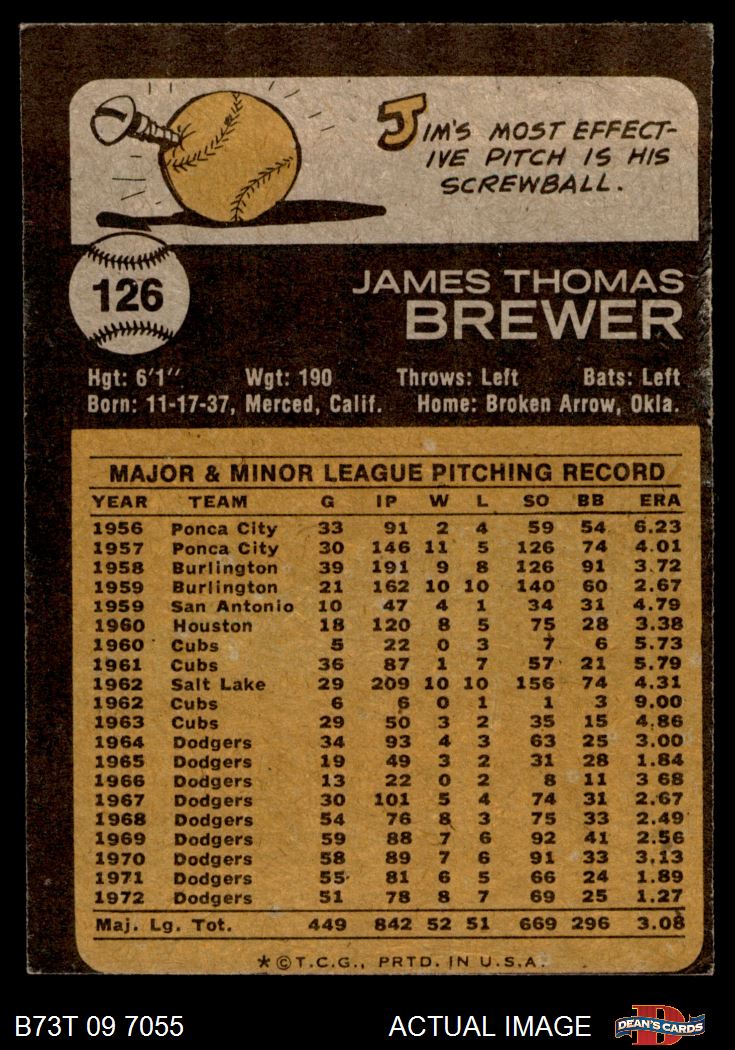 JIM'S MOST EFFECT-
IVE PITCH IS HIS
SCREWBALL.
126
JAMES THOMAS
BREWER
Hgt: 6'1" Wgt: 190 Throws: Left Bats: Left
Born: 11-17-37, Merced, Calif. Home: Broken Arrow, Okla.
MAJOR & MINOR LEAGUE PITCHING RECORD
YEAR TEAM G IP W L SO BB ERA
1956 Ponca City 33 91 2 4 59 54 6.23
1957 Ponca City 30 146 11 5 126 74 4.01
1958 Burlington 39 191 9 8 126 91 3.72
1959 Burlington 21 162 10 10 140 60 2.67
1959 San Antonio 10 47 4 1 34 31 4.79
1960 Houston 18 120 8 5 75 28 3.38
1960 Cubs 5 22 0 3 7 6 5.73
1961 Cubs 36 87 1 7 57 21 5.79
1962 Salt Lake 29 209 10 10 156 74 4.31
1962 Cubs 6 6 0 1 1 3 9.00
1963 Cubs 29 50 3 2 35 15 4.86
1964 Dodgers 34 93 4 3 63 25 3.00
1965 Dodgers 19 49 3 2 31 28 1.84
1966 Dodgers 13 22 0 2 8 11 3 68
1967 Dodgers 30 101 5 4 74 31 2.67
1968 Dodgers 54 76 8 3 75 33 2.49
1969 Dodgers 59 88 7 6 92 41 2.56
1970 Dodgers 58 89 7 6 91 33 3.13
1971 Dodgers 55 81 6 5 66 24 1.89
1972 Dodgers 51 78 8 7 69 25 1.27
Maj. Lg. Tot. 449 842 52 51 669 296 3.08
*©T.C.G., PRTD. IN U.S.A.
B73T 09 7055 ACTUAL IMAGE DEAN'S CARDS